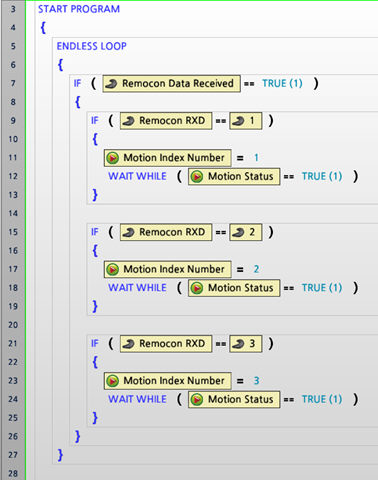 3 START PROGRAM
4 {
5 ENDLESS LOOP
6 {
7 IF ( Remocon Data Received == TRUE (1) )
8 {
9 IF ( Remocon RXD == 1 )
10 {
11 Motion Index Number = 1
12 WAIT WHILE ( Motion Status == TRUE (1) )
13 }
14
15 IF ( Remocon RXD == 2 )
16 {
17 Motion Index Number = 2
18 WAIT WHILE ( Motion Status == TRUE (1) )
19 }
20
21 IF ( Remocon RXD == 3 )
22 {
23 Motion Index Number = 3
24 WAIT WHILE ( Motion Status == TRUE (1) )
25 }
26 }
27 }
28